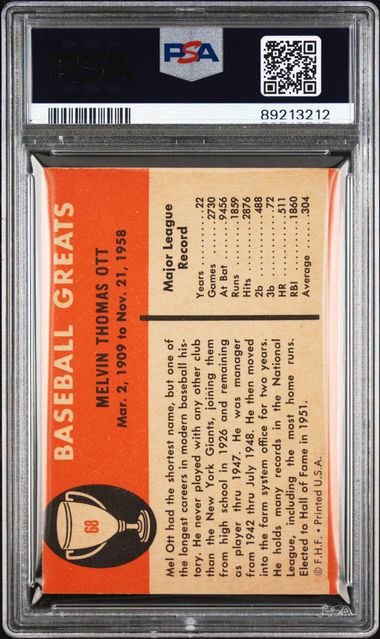 PSA
PSA
89213212
68
BASEBALL GREATS
MELVIN THOMAS OTT
Mar. 2, 1909 to Nov. 21, 1958
Mel Ott had the shortest name, but one of
the longest careers in modern baseball his-
tory. He never played with any other club
than the New York Giants, joining them
from high school in 1926 and remaining
as player thru 1947. He was manager
from 1942 thru July 1948. He then moved
into the farm system office for two years.
He holds many records in the National
League, including the most home runs.
Elected to Hall of Fame in 1951.
© F.H.F. • Printed U.S.A.
Major League
Record
Years ........ 22
Games ..... 2730
At Bat ..... 9456
Runs ...... 1859
Hits ....... 2876
2b ......... .488
3b .......... .72
HR ......... .511
RBI ....... 1860
Average .... .304